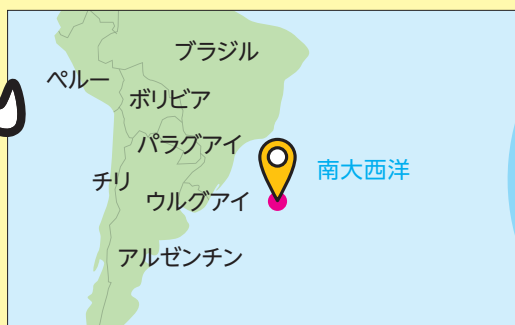 ブラジル
ペルー
ボリビア
パラグアイ
南大西洋
チリ
ウルグアイ
アルゼンチン